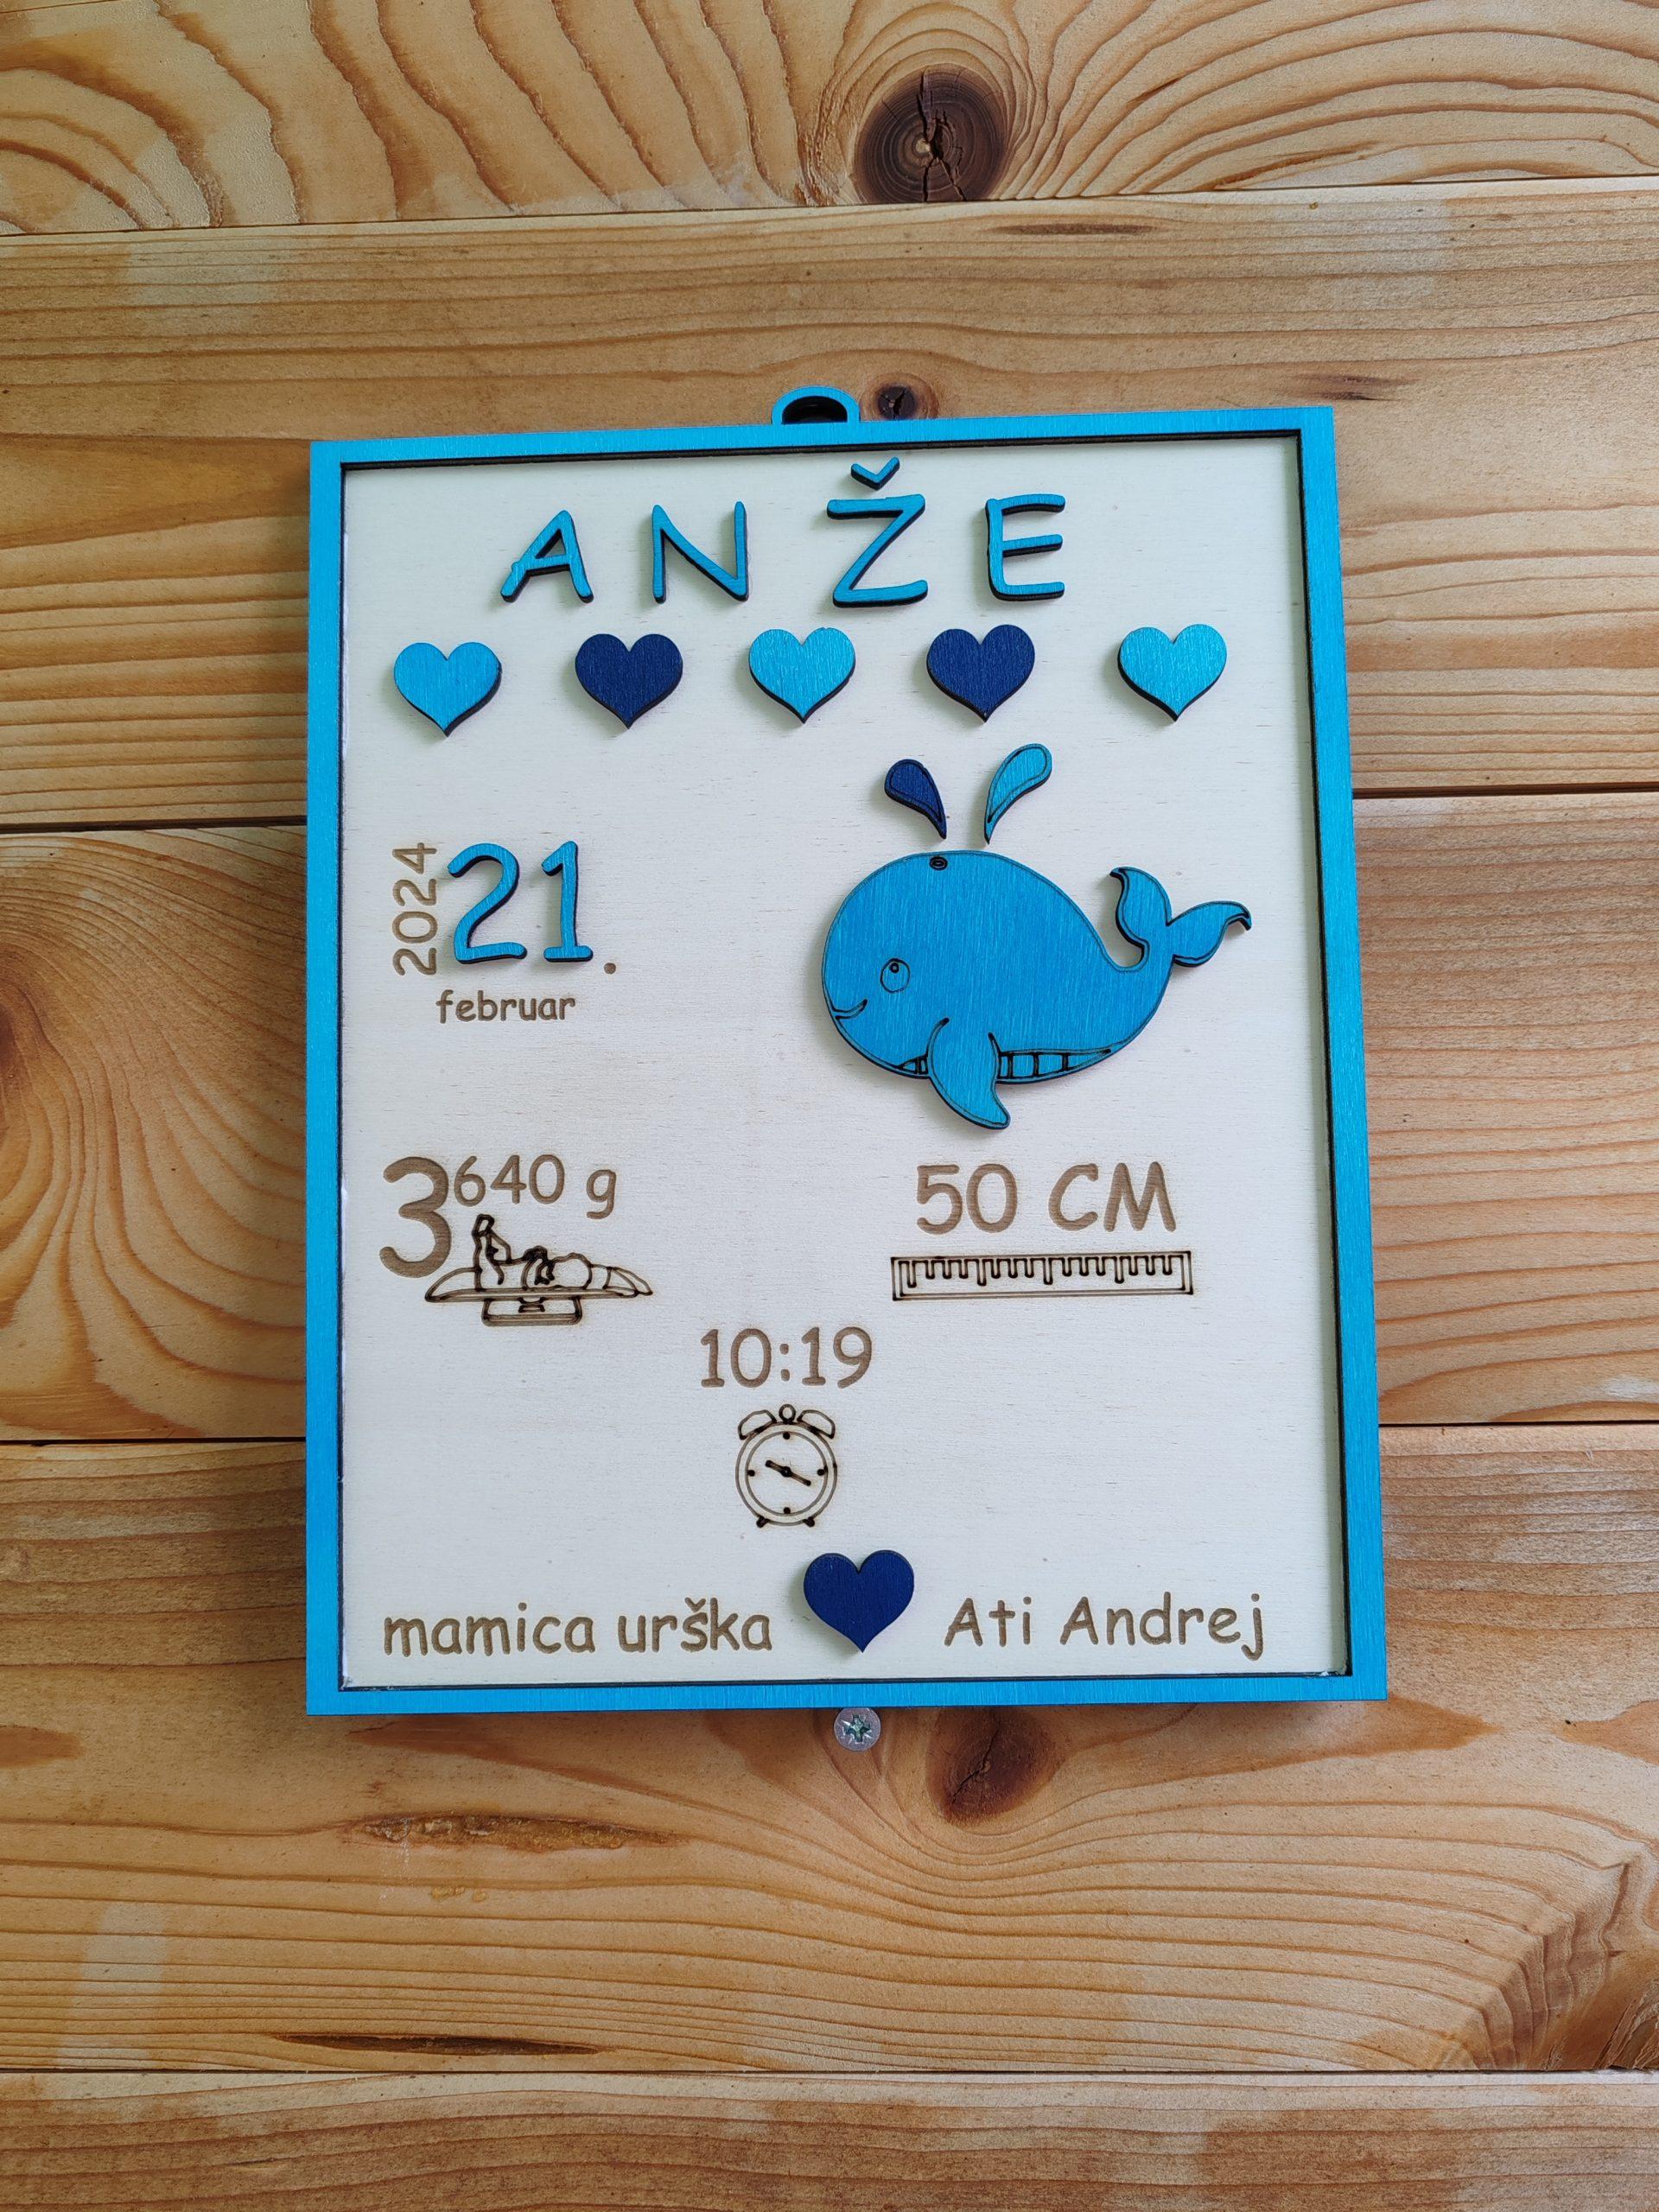 ANŽE
2024
21.
februar
3640 g
50 CM
10:19
mamica urška
Ati Andrej